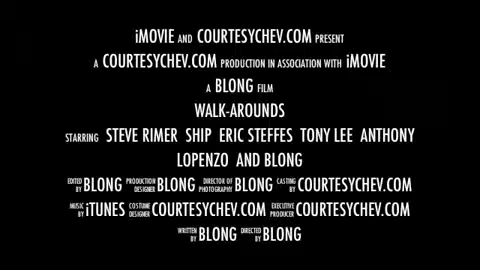 iMOVIE AND COURTESYCHEV.COM PRESENT
A COURTESYCHEV.COM PRODUCTION IN ASSOCIATION WITH iMOVIE
A BLONG FILM
WALK-AROUNDS
STARRING STEVE RIMER SHIP ERIC STEFFES TONY LEE ANTHONY
LOPENZO AND BLONG
EDITED BY BLONG PRODUCTION DESIGNER BLONG DIRECTOR OF PHOTOGRAPHY BLONG CASTING BY COURTESYCHEV.COM
MUSIC BY iTUNES COSTUME DESIGNER COURTESYCHEV.COM EXECUTIVE PRODUCER COURTESYCHEV.COM
WRITTEN BY BLONG DIRECTED BY BLONG